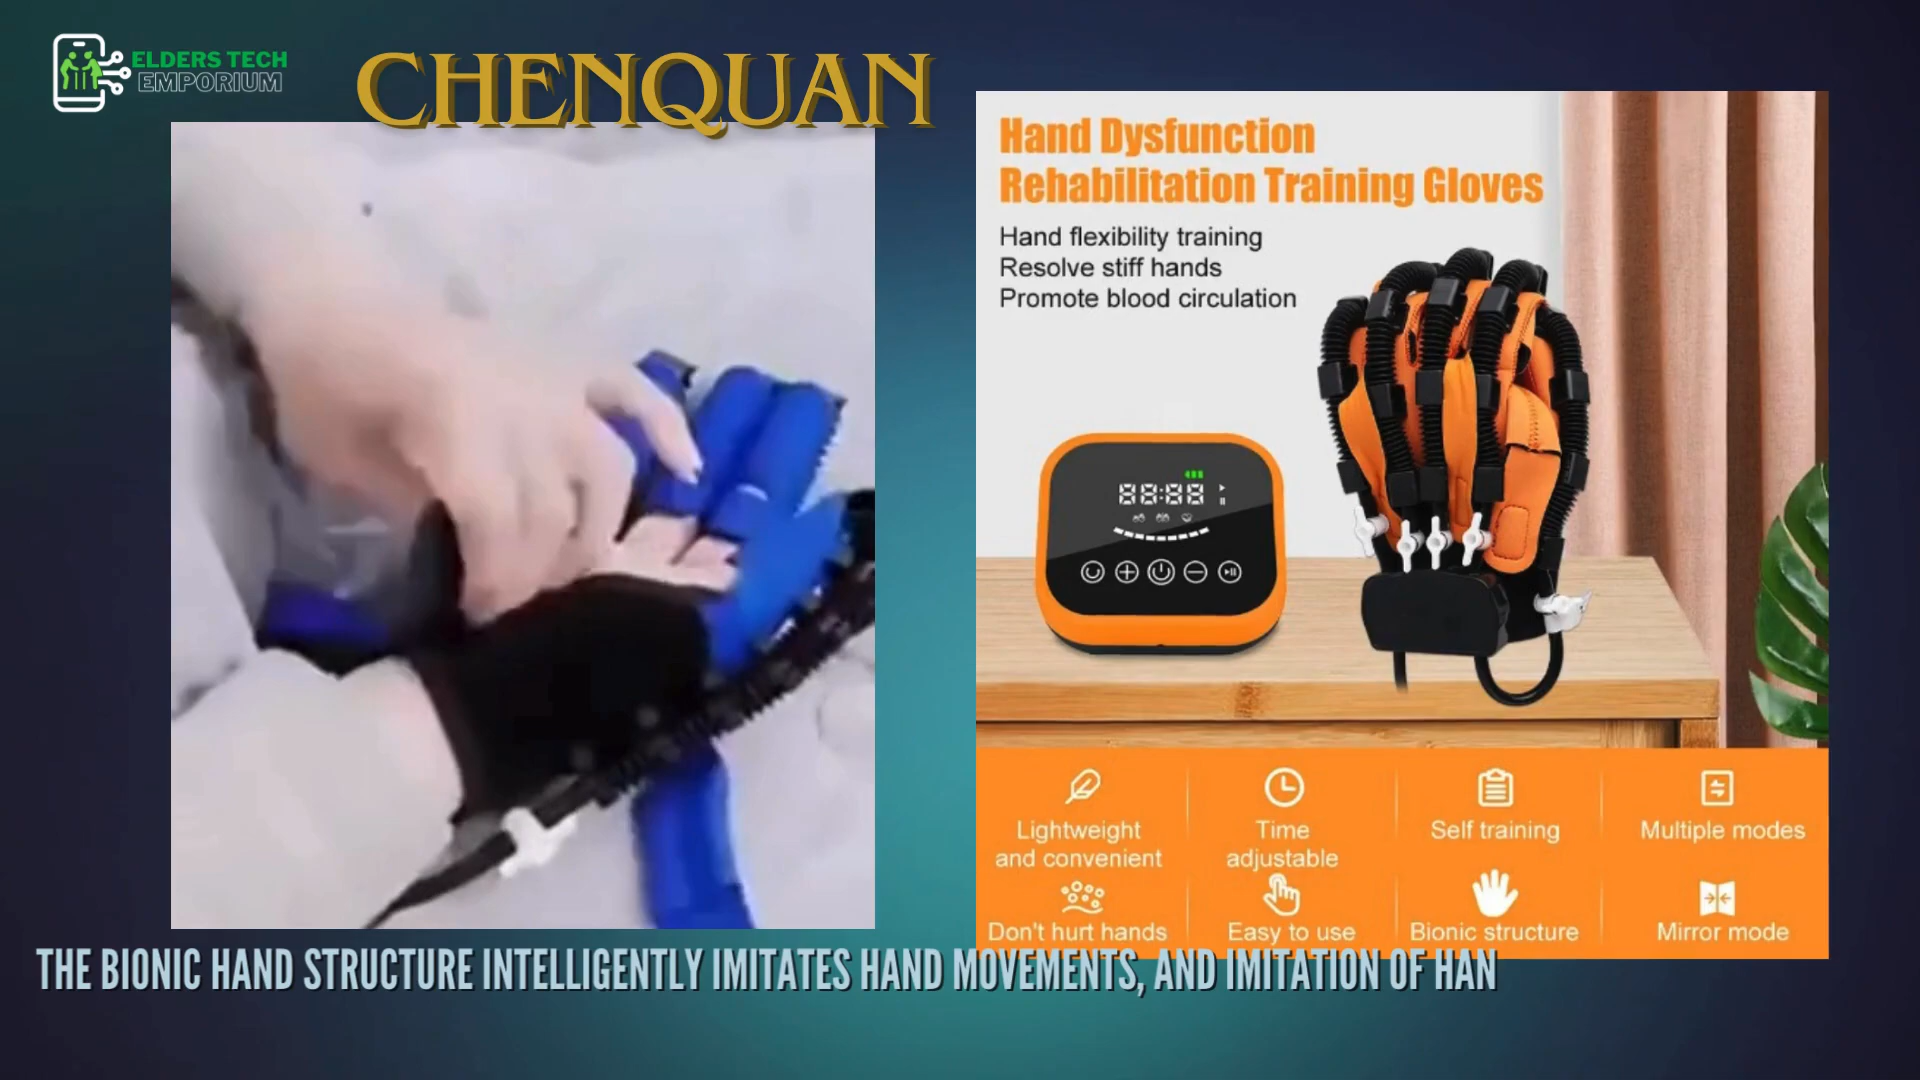 ELDERS TECH
EMPORIUM
CHENQUAN
Hand Dysfunction
Rehabilitation Training Gloves
Hand flexibility training
Resolve stiff hands
Promote blood circulation
88:88
Lightweight
and convenient
Time
adjustable
Self training
Multiple modes
Don't hurt hands
Easy to use
Bionic structure
Mirror mode
THE BIONIC HAND STRUCTURE INTELLIGENTLY IMITATES HAND MOVEMENTS, AND IMITATION OF HAN